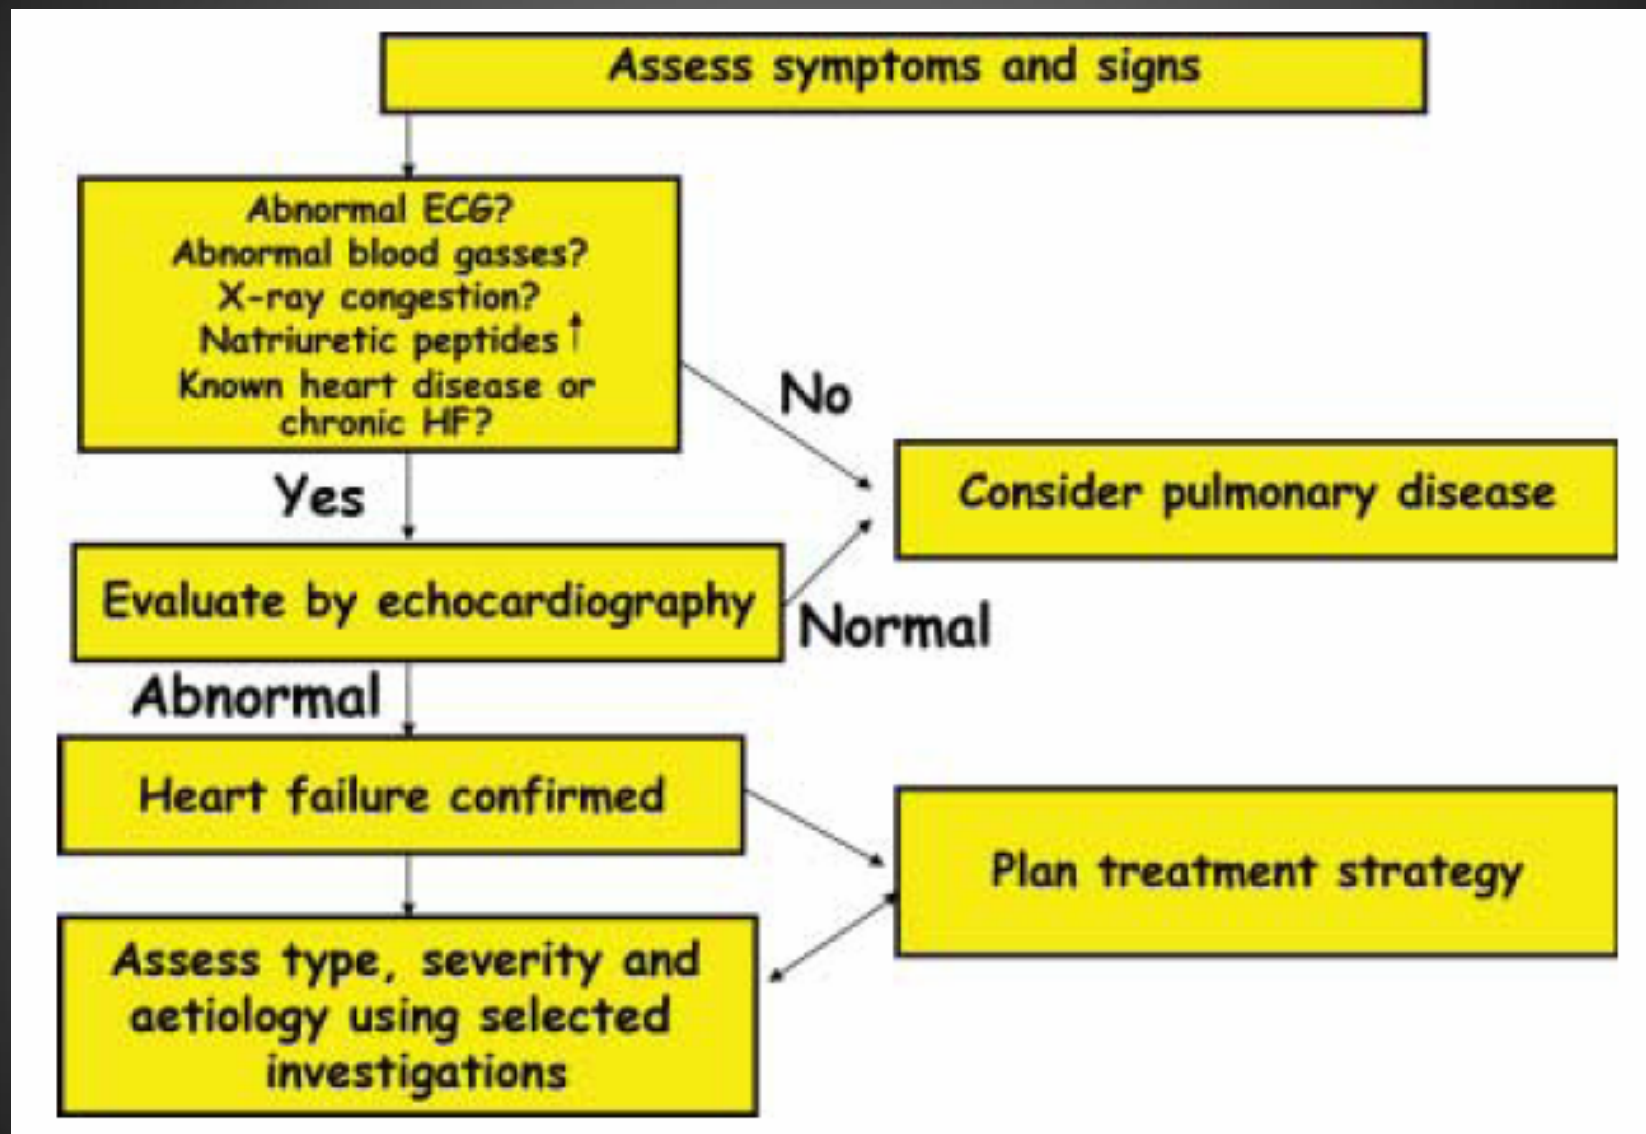 Assess symptoms and signs
Abnormal ECG?
Abnormal blood gasses?
X-ray congestion?
Natriuretic peptides ↑
Known heart disease or
chronic HF?
No
Consider pulmonary disease
Yes
Evaluate by echocardiography
Normal
Abnormal
Heart failure confirmed
Plan treatment strategy
Assess type, severity and
aetiology using selected
investigations